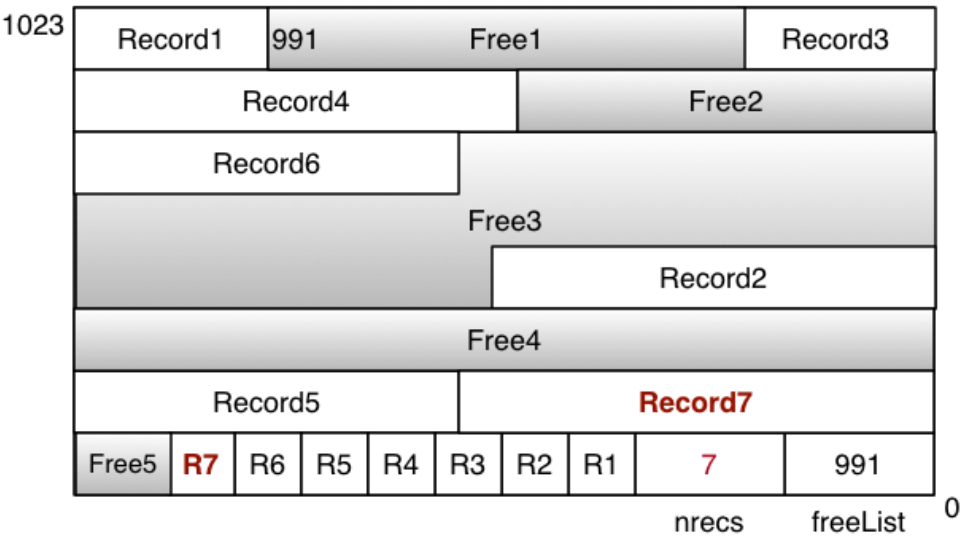 1023
Record1 991 Free1 Record3
Record4 Free2
Record6
Free3
Record2
Free4
Record5 Record7
Free5 R7 R6 R5 R4 R3 R2 R1 7 991
0
nrecs freeList